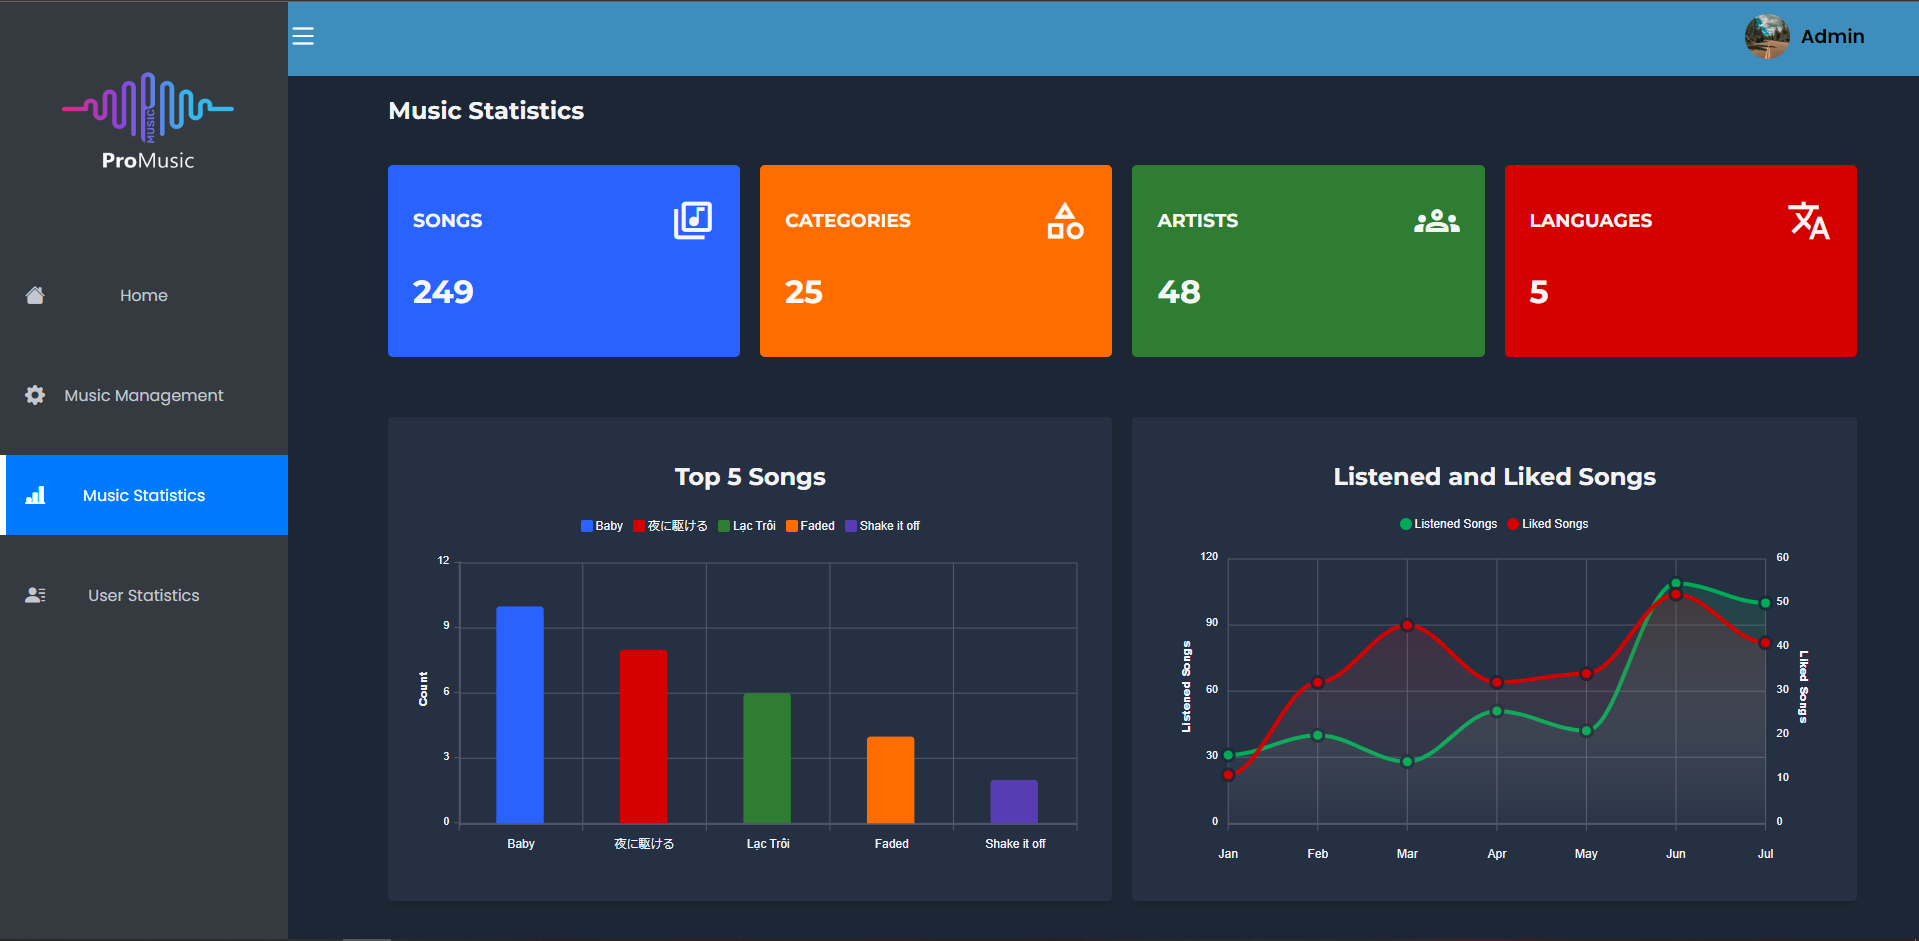 Admin
MUSIC
ProMusic
Home
Music Management
Music Statistics
User Statistics
Music Statistics
SONGS
249
CATEGORIES
25
ARTISTS
48
LANGUAGES
5
Top 5 Songs
Baby 夜に駆ける Lạc Trôi Faded Shake it off
12
9
6
3
0
Count
Baby 夜に駆ける Lạc Trôi Faded Shake it off
Listened and Liked Songs
Listened Songs Liked Songs
120
90
60
30
0
Listened Songs
60
50
40
30
20
10
0
Liked Songs
Jan Feb Mar Apr May Jun Jul